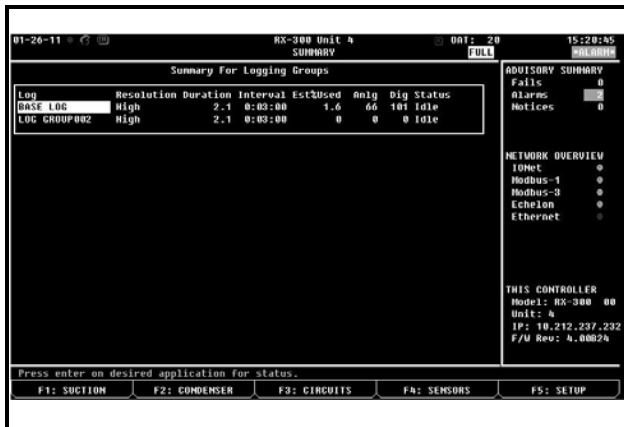 01-26-11 RX-300 Unit 4 OAT: 20 15:20:45
SUMMARY FULL *ALARM*
Summary For Logging Groups
Log Resolution Duration Interval Est%Used Anlg Dig Status
BASE LOG High 2.1 0:03:00 1.6 66 101 Idle
LOG GROUP002 High 2.1 0:03:00 0 0 0 Idle
ADVISORY SUMMARY
Fails 0
Alarms 2
Notices 0
NETWORK OVERVIEW
IONet
Modbus-1
Modbus-3
Echelon
Ethernet
THIS CONTROLLER
Model: RX-300 00
Unit: 4
IP: 10.212.237.232
F/W Rev: 4.00B24
Press enter on desired application for status.
F1: SUCTION F2: CONDENSER F3: CIRCUITS F4: SENSORS F5: SETUP